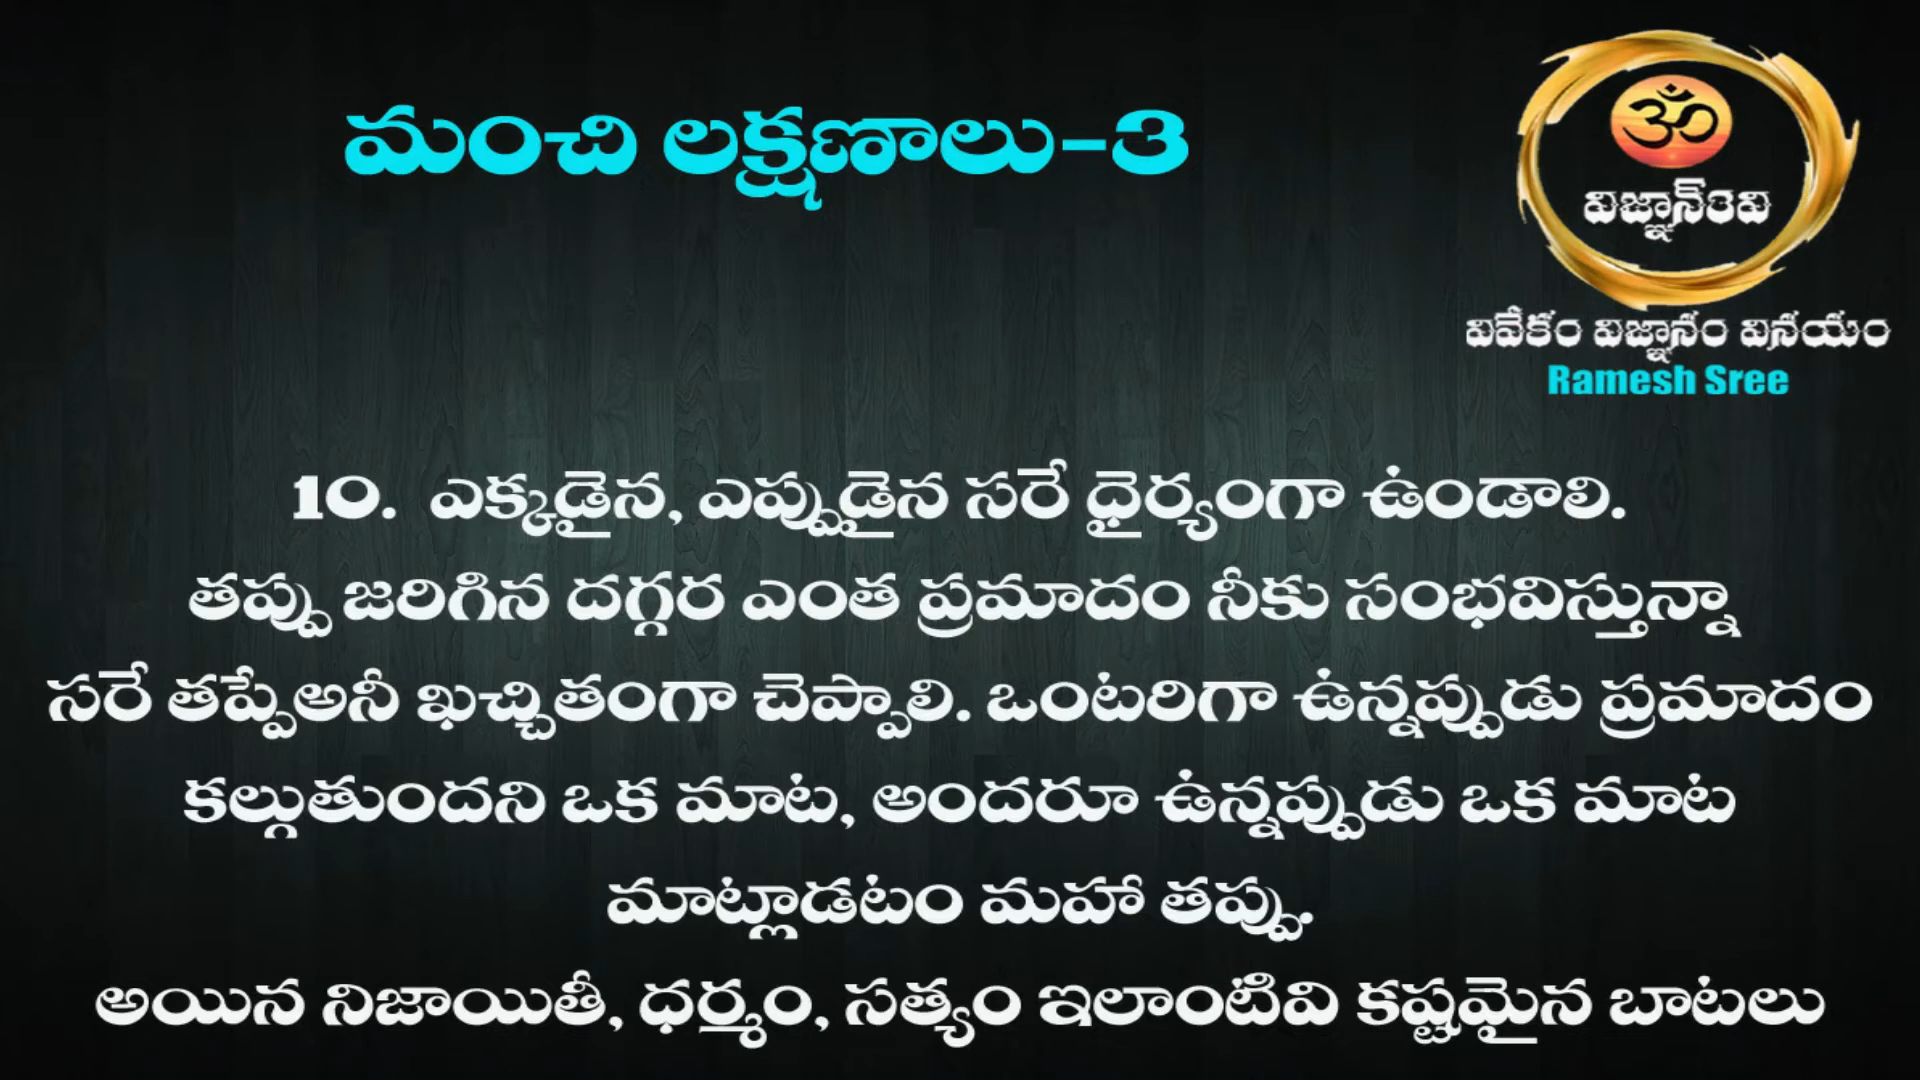 మంచి లక్షణాలు-3
విజ్ఞాన్రవి
వివేకం విజ్ఞానం వినయం
Ramesh Sree
10. ఎక్కడైన, ఎప్పుడైన సరే ధైర్యంగా ఉండాలి.
తప్పు జరిగిన దగ్గర ఎంత ప్రమాదం నీకు సంభవిస్తున్నా
సరే తప్పేఅనీ ఖచ్చితంగా చెప్పాలి. ఒంటరిగా ఉన్నప్పుడు ప్రమాదం
కల్గుతుందని ఒక మాట, అందరూ ఉన్నప్పుడు ఒక మాట
మాట్లాడటం మహా తప్పు.
అయిన నిజాయితీ, ధర్మం, సత్యం ఇలాంటివి కష్టమైన బాటలు